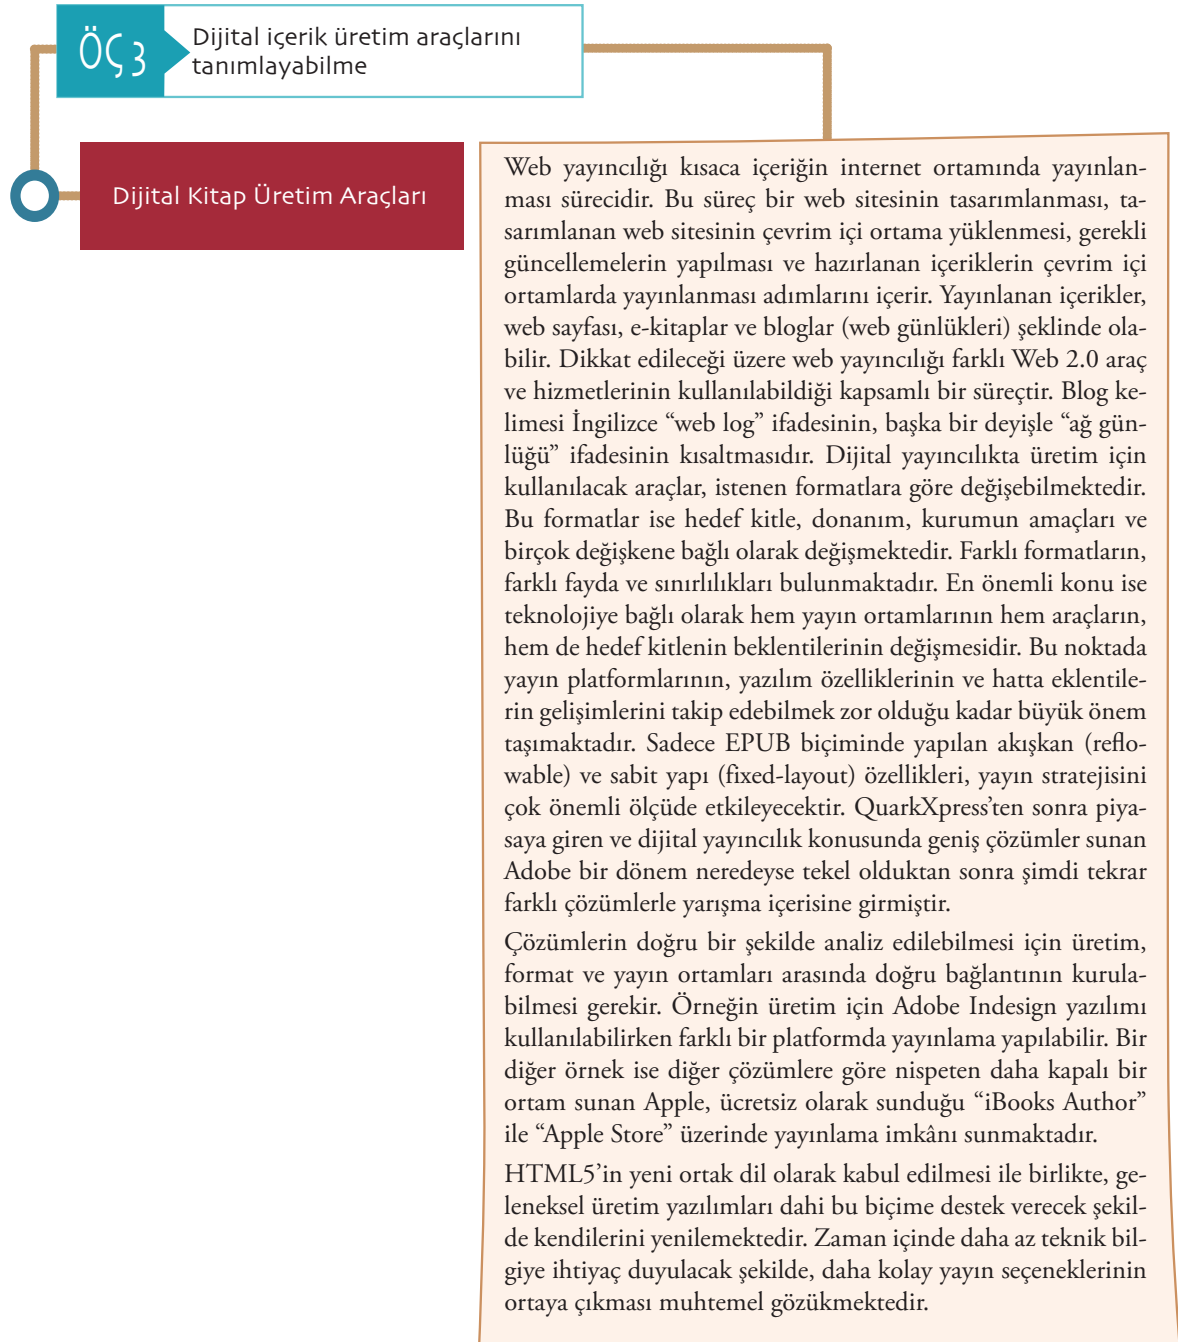 ÖÇ 3
Dijital içerik üretim araçlarını
tanımlayabilme
Dijital Kitap Üretim Araçları
Web yayıncılığı kısaca içeriğin internet ortamında yayınlan-
ması sürecidir. Bu süreç bir web sitesinin tasarımlanması, ta-
sarımlanan web sitesinin çevrim içi ortama yüklenmesi, gerekli
güncellemelerin yapılması ve hazırlanan içeriklerin çevrim içi
ortamlarda yayınlanması adımlarını içerir. Yayınlanan içerikler,
web sayfası, e-kitaplar ve bloglar (web günlükleri) şeklinde ola-
bilir. Dikkat edileceği üzere web yayıncılığı farklı Web 2.0 araç
ve hizmetlerinin kullanılabildiği kapsamlı bir süreçtir. Blog ke-
limesi İngilizce “web log” ifadesinin, başka bir deyişle “ağ gün-
lüğü” ifadesinin kısaltmasıdır. Dijital yayıncılıkta üretim için
kullanılacak araçlar, istenen formatlara göre değişebilmektedir.
Bu formatlar ise hedef kitle, donanım, kurumun amaçları ve
birçok değişkene bağlı olarak değişmektedir. Farklı formatların,
farklı fayda ve sınırlılıkları bulunmaktadır. En önemli konu ise
teknolojiye bağlı olarak hem yayın ortamlarının hem araçların,
hem de hedef kitlenin beklentilerinin değişmesidir. Bu noktada
yayın platformlarının, yazılım özelliklerinin ve hatta eklentile-
rin gelişimlerini takip edebilmek zor olduğu kadar büyük önem
taşımaktadır. Sadece EPUB biçiminde yapılan akışkan (reflo-
wable) ve sabit yapı (fixed-layout) özellikleri, yayın stratejisini
çok önemli ölçüde etkileyecektir. QuarkXpress’ten sonra piya-
saya giren ve dijital yayıncılık konusunda geniş çözümler sunan
Adobe bir dönem neredeyse tekel olduktan sonra şimdi tekrar
farklı çözümlerle yarışma içerisine girmiştir.
Çözümlerin doğru bir şekilde analiz edilebilmesi için üretim,
format ve yayın ortamları arasında doğru bağlantının kurula-
bilmesi gerekir. Örneğin üretim için Adobe Indesign yazılımı
kullanılabilirken farklı bir platformda yayınlama yapılabilir. Bir
diğer örnek ise diğer çözümlere göre nispeten daha kapalı bir
ortam sunan Apple, ücretsiz olarak sunduğu “iBooks Author”
ile “Apple Store” üzerinde yayınlama imkânı sunmaktadır.
HTML5’in yeni ortak dil olarak kabul edilmesi ile birlikte, ge-
leneksel üretim yazılımları dahi bu biçime destek verecek şekil-
de kendilerini yenilemektedir. Zaman içinde daha az teknik bil-
giye ihtiyaç duyulacak şekilde, daha kolay yayın seçeneklerinin
ortaya çıkması muhtemel gözükmektedir.